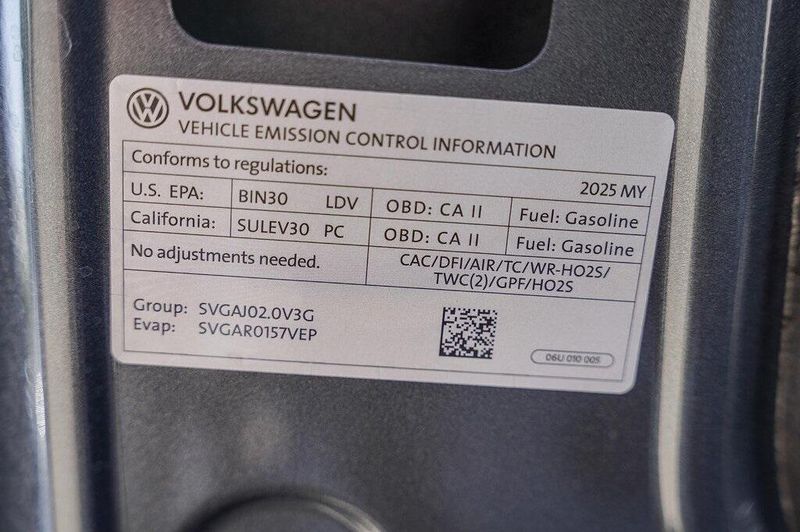 VOLKSWAGEN
VEHICLE EMISSION CONTROL INFORMATION
Conforms to regulations: 2025 MY
U.S. EPA: BIN30 LDV OBD: CA II Fuel: Gasoline
California: SULEV30 PC OBD: CA II Fuel: Gasoline
No adjustments needed. CAC/DFI/AIR/TC/WR-HO2S/
TWC(2)/GPF/HO2S
Group: SVGAJ02.0V3G
Evap: SVGAR0157VEP
06U 010 005